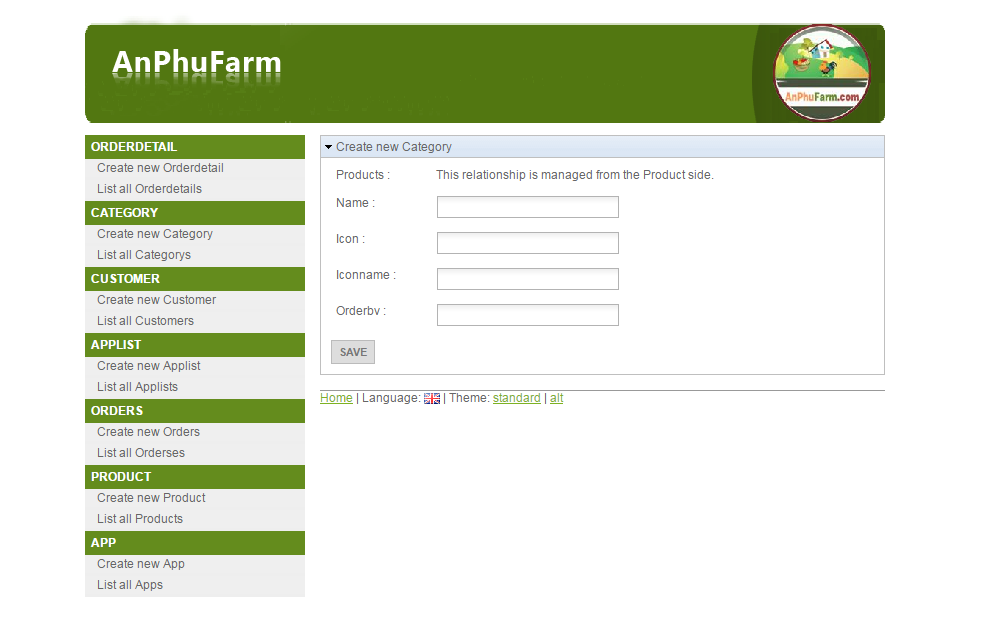 AnPhuFarm
AnPhuFarm.com
ORDERDETAIL
Create new Orderdetail
List all Orderdetails
CATEGORY
Create new Category
List all Categorys
CUSTOMER
Create new Customer
List all Customers
APPLIST
Create new Applist
List all Applists
ORDERS
Create new Orders
List all Orderses
PRODUCT
Create new Product
List all Products
APP
Create new App
List all Apps
Create new Category
Products : This relationship is managed from the Product side.
Name :
Icon :
Iconname :
Orderby :
SAVE
Home | Language: | Theme: standard | alt